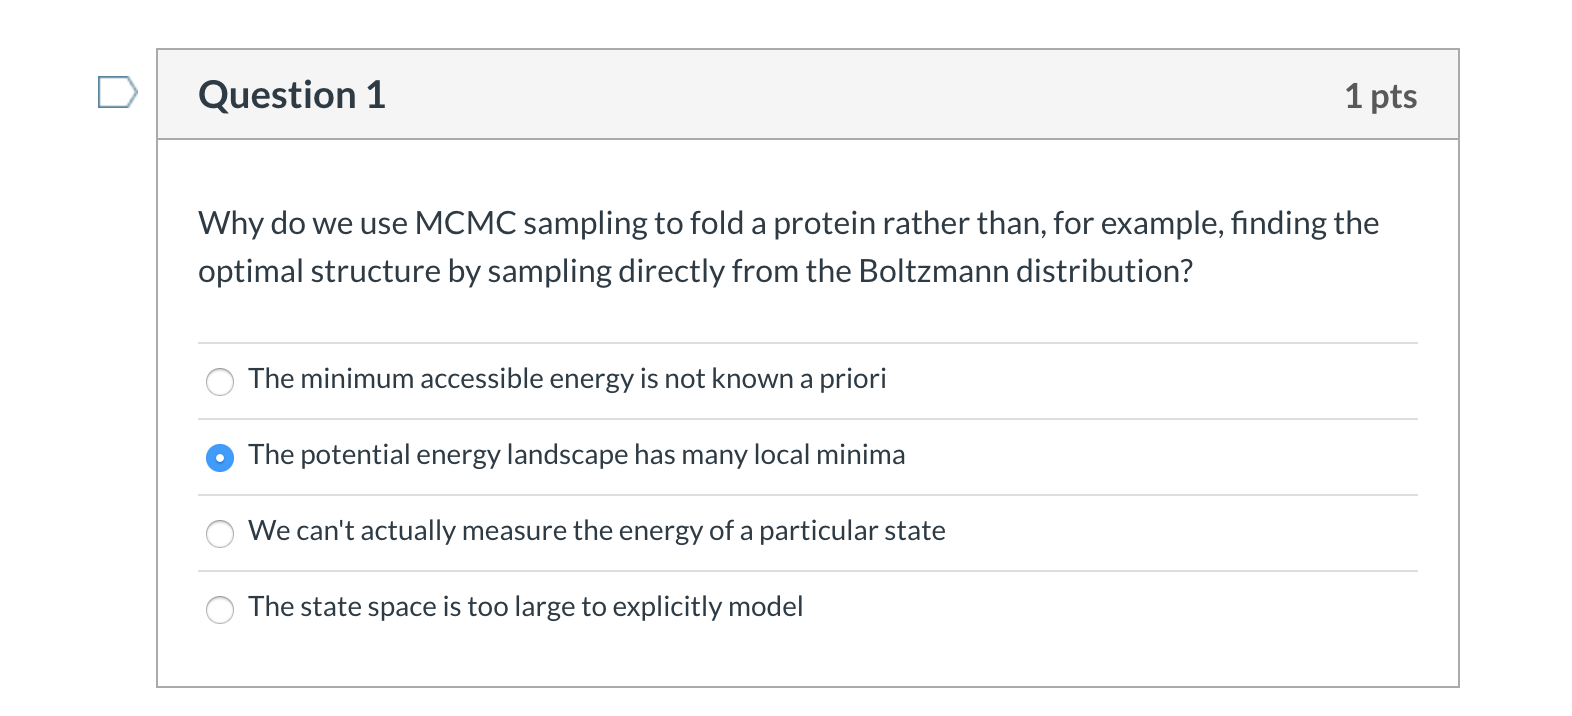 Question 1
1 pts
Why do we use MCMC sampling to fold a protein rather than, for example, finding the
optimal structure by sampling directly from the Boltzmann distribution?
The minimum accessible energy is not known a priori
The potential energy landscape has many local minima
We can't actually measure the energy of a particular state
The state space is too large to explicitly model